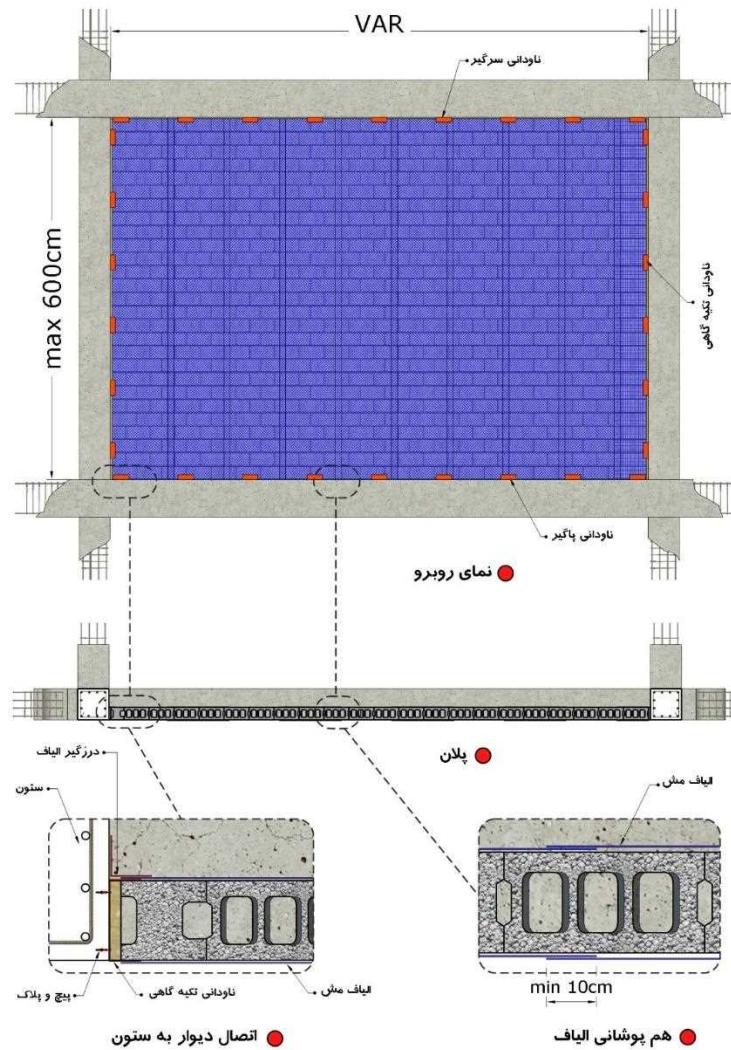 VAR
ناودانی سرگیر
max 600cm
ناودانی تکیه گاهی
ناودانی پاگیر
نمای روبرو
پلان
درزگیر الیاف
ستون
پیچ و پلاک
ناودانی تکیه گاهی
الیاف مش
اتصال دیوار به ستون
الیاف مش
min 10cm
هم پوشانی الیاف